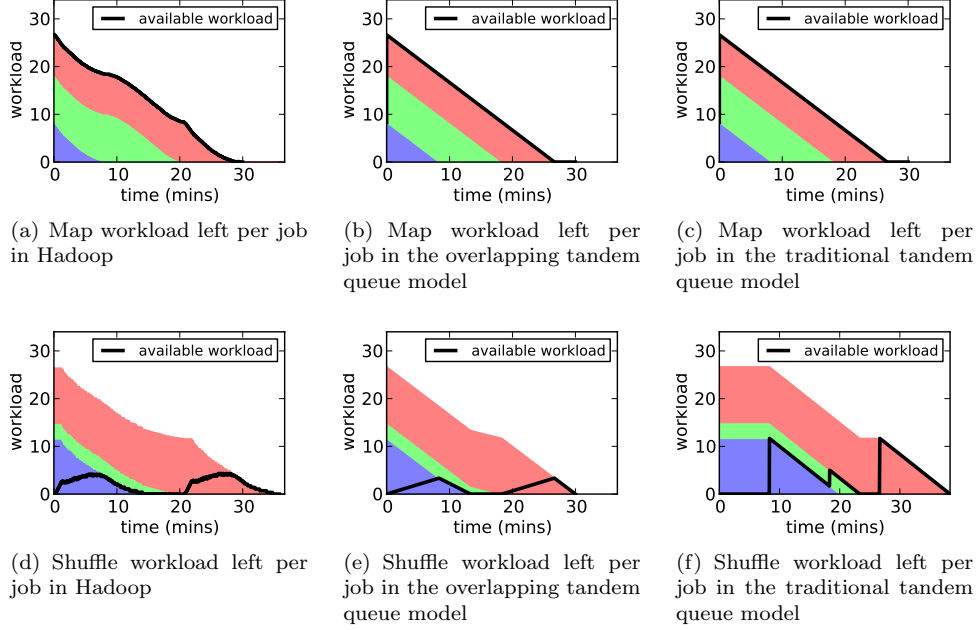 30
20
10
0
workload
available workload
0
10
20
30
time (mins)
(a) Map workload left per job
in Hadoop
30
20
10
0
workload
available workload
0
10
20
30
time (mins)
(b) Map workload left per
job in the overlapping tandem
queue model
30
20
10
0
workload
available workload
0
10
20
30
time (mins)
(c) Map workload left per
job in the traditional tandem
queue model
30
20
10
0
workload
available workload
0
10
20
30
time (mins)
(d) Shuffle workload left per
job in Hadoop
30
20
10
0
workload
available workload
0
10
20
30
time (mins)
(e) Shuffle workload left per
job in the overlapping tandem
queue model
30
20
10
0
workload
available workload
0
10
20
30
time (mins)
(f) Shuffle workload left per
job in the traditional tandem
queue model